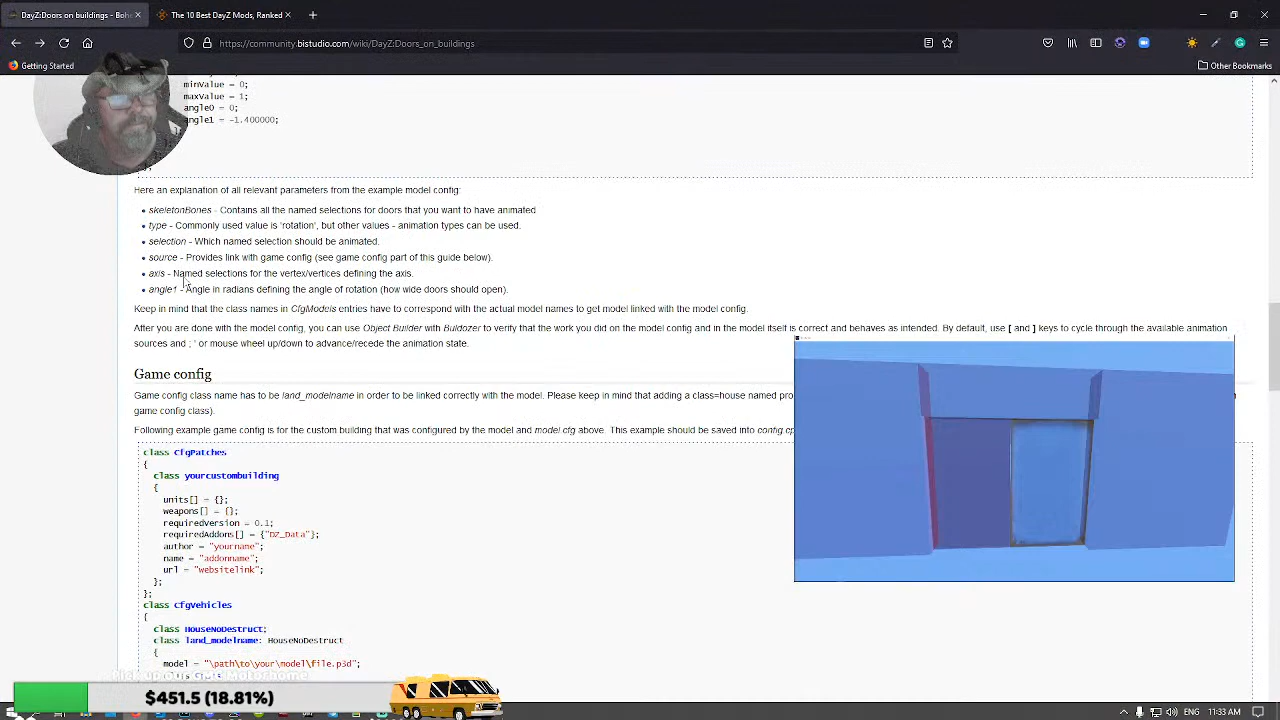 DayZ:Doors on buildings - Bohe
The 10 Best DayZ Mods, Ranked
https://community.bistudio.com/wiki/DayZ:Doors_on_buildings
Getting Started
Other Bookmarks
minValue = 0;
maxValue = 1;
angle0 = 0;
angle1 = -1.400000;
Here an explanation of all relevant parameters from the example model config:
skeletonBones - Contains all the named selections for doors that you want to have animated
type - Commonly used value is 'rotation', but other values - animation types can be used.
selection - Which named selection should be animated.
source - Provides link with game config (see game config part of this guide below).
axis - Named selections for the vertex/vertices defining the axis.
angle1 - Angle in radians defining the angle of rotation (how wide doors should open).
Keep in mind that the class names in CfgModels entries have to correspond with the actual model names to get model linked with the model config.
After you are done with the model config, you can use Object Builder with Buldozer to verify that the work you did on the model config and in the model itself is correct and behaves as intended. By default, use [ and ] keys to cycle through the available animation
sources and ; ' or mouse wheel up/down to advance/recede the animation state.
Game config
Game config class name has to be land_modelname in order to be linked correctly with the model. Please keep in mind that adding a class=house named pro
game config class).
Following example game config is for the custom building that was configured by the model and model.cfg above. This example should be saved into config.cp
class CfgPatches
{
class yourcustombuilding
{
units[] = {};
weapons[] = {};
requiredVersion = 0.1;
requiredAddons[] = {"DZ_Data"};
author = "yourname";
name = "addonname";
url = "websitelink";
};
};
class CfgVehicles
{
class HouseNoDestruct;
class land_modelname: HouseNoDestruct
{
model = "\path\to\your\model\file.p3d";
$451.5 (18.81%)
ENG
11:33 AM